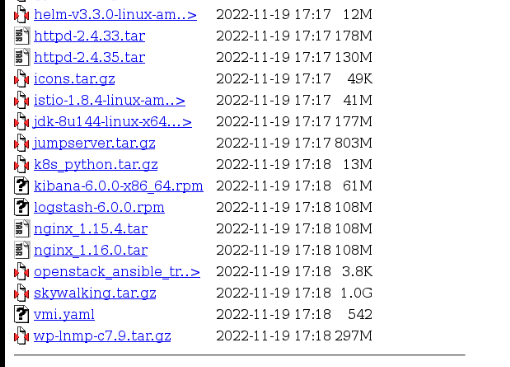 helm-v3.3.0-linux-am..> 2022-11-19 17:17 12M
httpd-2.4.33.tar 2022-11-19 17:17 178M
httpd-2.4.35.tar 2022-11-19 17:17 130M
icons.tar.gz 2022-11-19 17:17 49K
istio-1.8.4-linux-am..> 2022-11-19 17:17 41M
jdk-8u144-linux-x64...> 2022-11-19 17:17 177M
jumpserver.tar.gz 2022-11-19 17:17 803M
k8s_python.tar.gz 2022-11-19 17:18 13M
kibana-6.0.0-x86_64.rpm 2022-11-19 17:18 61M
logstash-6.0.0.rpm 2022-11-19 17:18 108M
nginx_1.15.4.tar 2022-11-19 17:18 108M
nginx_1.16.0.tar 2022-11-19 17:18 108M
openstack_ansible_tr..> 2022-11-19 17:18 3.8K
skywalking.tar.gz 2022-11-19 17:18 1.0G
vmi.yaml 2022-11-19 17:18 542
wp-lnmp-c7.9.tar.gz 2022-11-19 17:18 297M